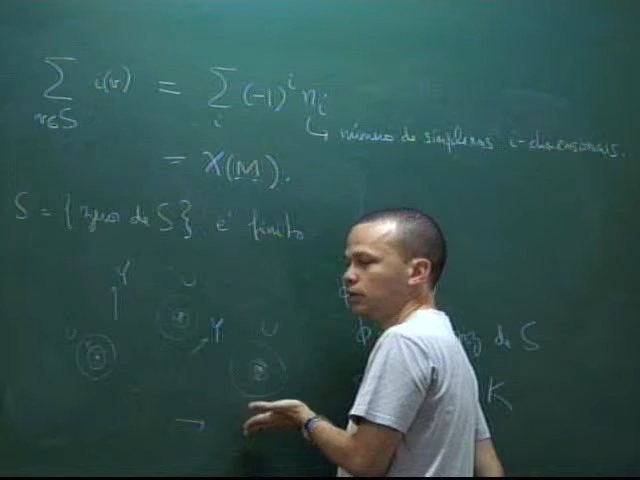 ∑ i(v) = ∑ (-1)^i n_i
v∈S i
↳ número de simplexos i-dimensionais.
= X(M).
S = {zeros de S} é finito.
Y U
U Y U
de S
K